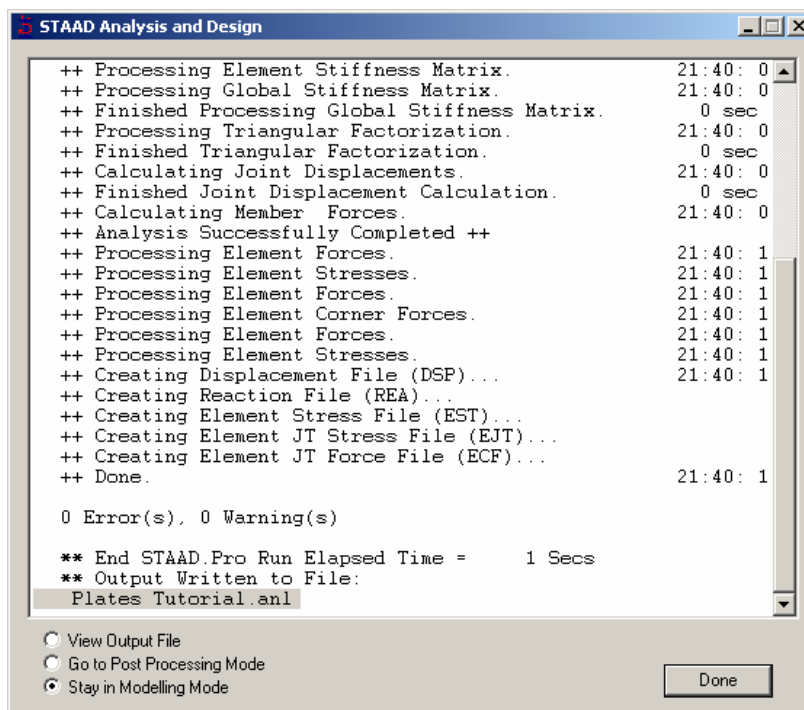 STAAD Analysis and Design
++ Processing Element Stiffness Matrix. 21:40: 0
++ Processing Global Stiffness Matrix. 21:40: 0
++ Finished Processing Global Stiffness Matrix. 0 sec
++ Processing Triangular Factorization. 21:40: 0
++ Finished Triangular Factorization. 0 sec
++ Calculating Joint Displacements. 21:40: 0
++ Finished Joint Displacement Calculation. 0 sec
++ Calculating Member  Forces. 21:40: 0
++ Analysis Successfully Completed ++
++ Processing Element Forces. 21:40: 1
++ Processing Element Stresses. 21:40: 1
++ Processing Element Forces. 21:40: 1
++ Processing Element Corner Forces. 21:40: 1
++ Processing Element Forces. 21:40: 1
++ Processing Element Stresses. 21:40: 1
++ Creating Displacement File (DSP)... 21:40: 1
++ Creating Reaction File (REA)...
++ Creating Element Stress File (EST)...
++ Creating Element JT Stress File (EJT)...
++ Creating Element JT Force File (ECF)...
++ Done. 21:40: 1
0 Error(s), 0 Warning(s)
** End STAAD.Pro Run Elapsed Time = 1 Secs
** Output Written to File:
Plates Tutorial.anl
View Output File
Go to Post Processing Mode
Stay in Modelling Mode
Done